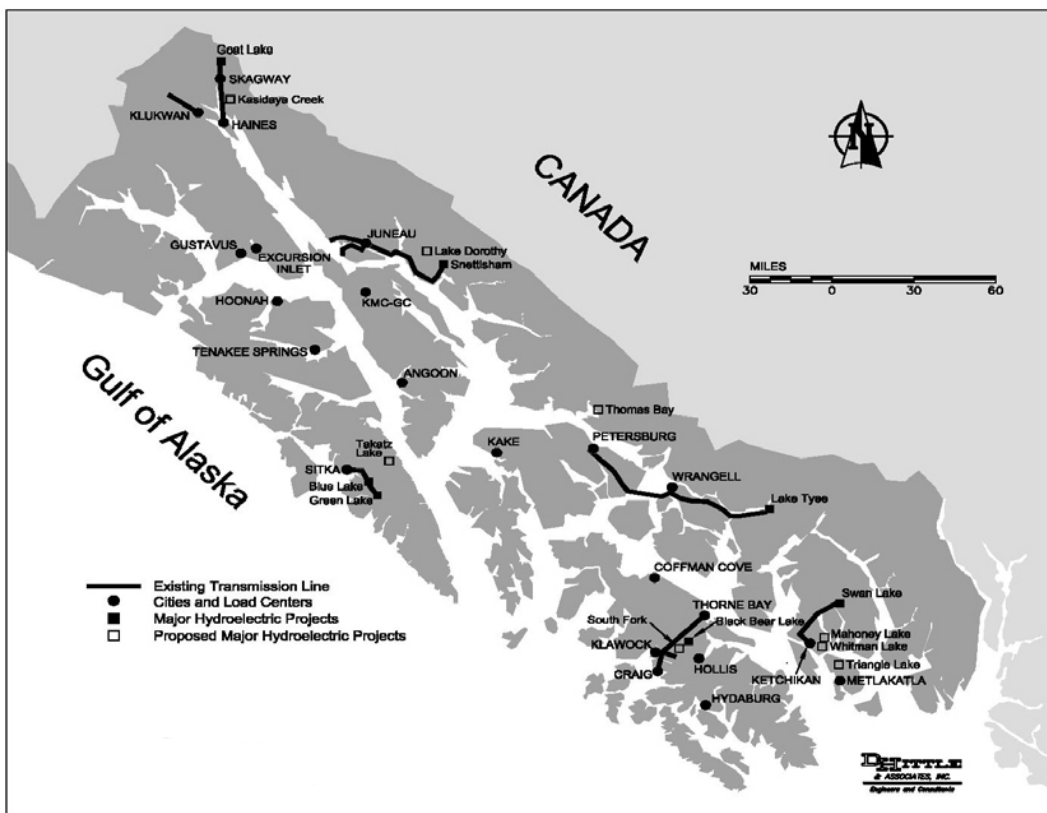 Goat Lake
SKAGWAY
Kasidaya Creek
KLUKWAN
HAINES
N
CANADA
JUNEAU
GUSTAVUS
EXCURSION
INLET
Lake Dorothy
Snettisham
MILES
30 0 30 60
HOONAH
KMC-GC
TENAKEE SPRINGS
ANGOON
Gulf of Alaska
Thomas Bay
PETERSBURG
KAKE
Takatz
Lake
SITKA
Blue Lake
Green Lake
WRANGELL
Lake Tyee
COFFMAN COVE
Existing Transmission Line
Cities and Load Centers
Major Hydroelectric Projects
Proposed Major Hydroelectric Projects
THORNE BAY
Swan Lake
South Fork
Black Bear Lake
KLAWOCK
Mahoney Lake
Whitman Lake
HOLLIS
CRAIG
KETCHIKAN
Triangle Lake
METLAKATLA
HYDABURG
D HITTLE
& ASSOCIATES, INC.
Engineers and Consultants